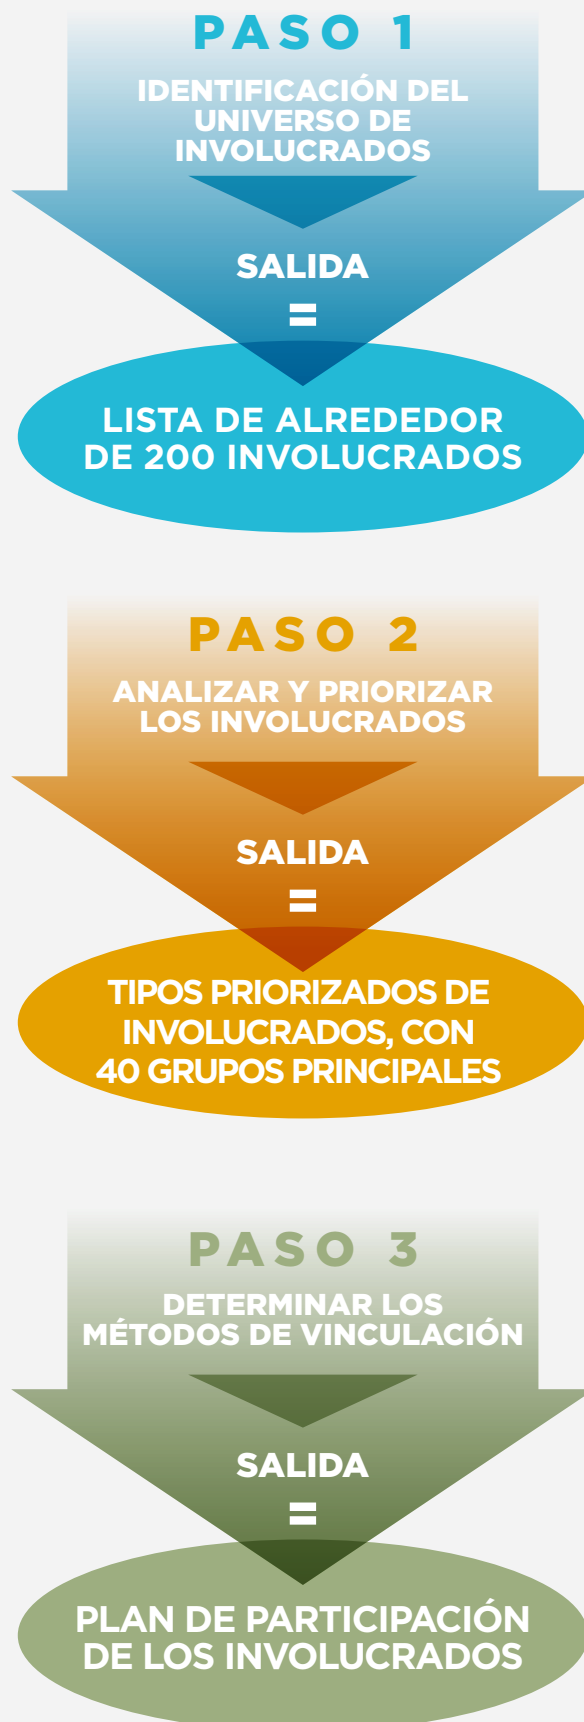 PASO 1
IDENTIFICACIÓN DEL
UNIVERSO DE
INVOLUCRADOS
SALIDA
=
LISTA DE ALREDEDOR
DE 200 INVOLUCRADOS
PASO 2
ANALIZAR Y PRIORIZAR
LOS INVOLUCRADOS
SALIDA
=
TIPOS PRIORIZADOS DE
INVOLUCRADOS, CON
40 GRUPOS PRINCIPALES
PASO 3
DETERMINAR LOS
MÉTODOS DE VINCULACIÓN
SALIDA
=
PLAN DE PARTICIPACIÓN
DE LOS INVOLUCRADOS